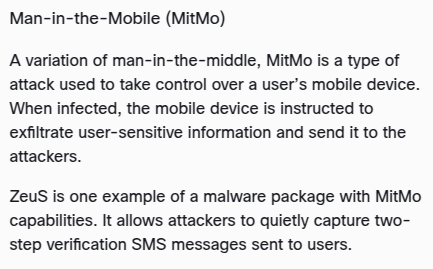 Man-in-the-Mobile (MitMo)
A variation of man-in-the-middle, MitMo is a type of
attack used to take control over a user’s mobile device.
When infected, the mobile device is instructed to
exfiltrate user-sensitive information and send it to the
attackers.
ZeuS is one example of a malware package with MitMo
capabilities. It allows attackers to quietly capture two-
step verification SMS messages sent to users.